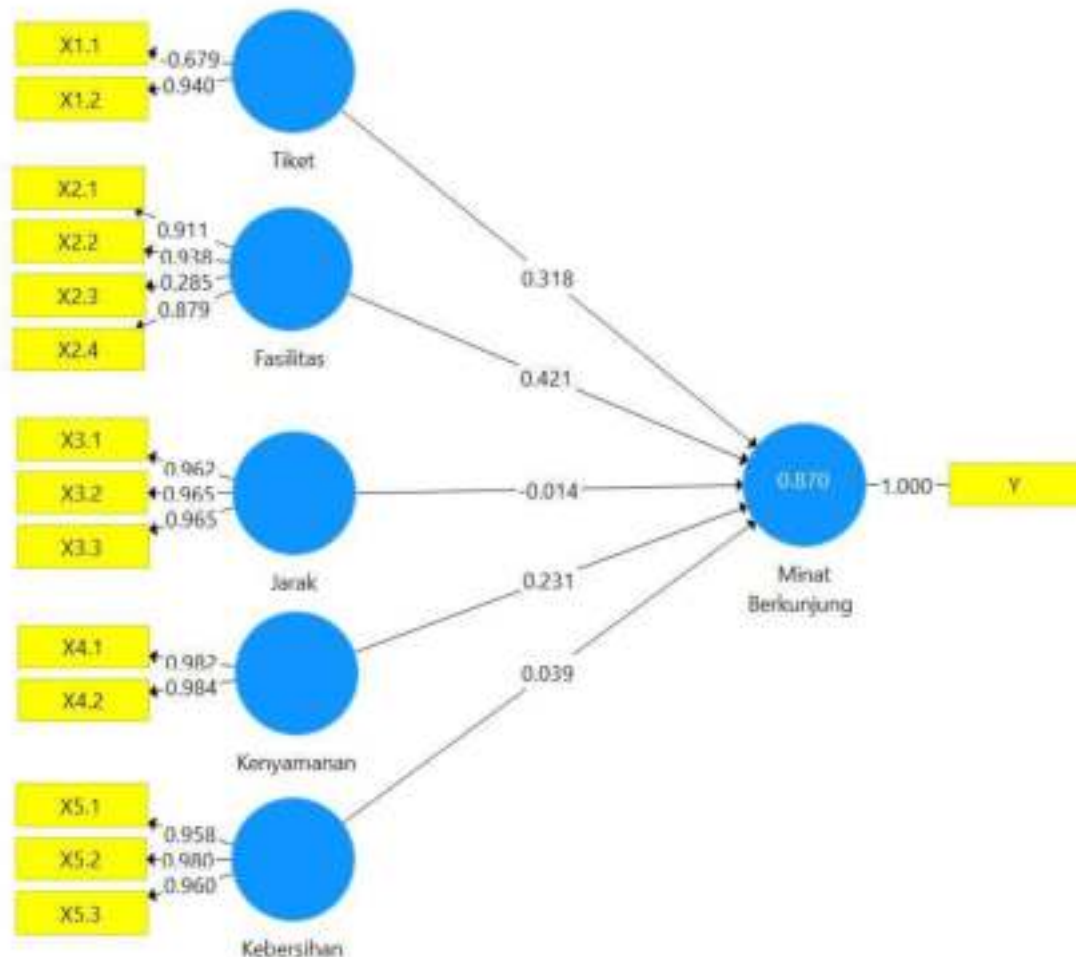 X1.1
-0.679
0.940
X1.2
Tiket
X2.1
0.911
X2.2
0.938
0.285
X2.3
0.879
X2.4
Fasilitas
0.318
0.421
X3.1
0.962
X3.2
0.965
0.965
X3.3
Jarak
-0.014
0.870
1.000
Y
Minat
Berkunjung
0.231
X4.1
0.982
0.984
X4.2
Kenyamanan
0.039
X5.1
0.958
X5.2
0.980
0.960
X5.3
Kebersihan